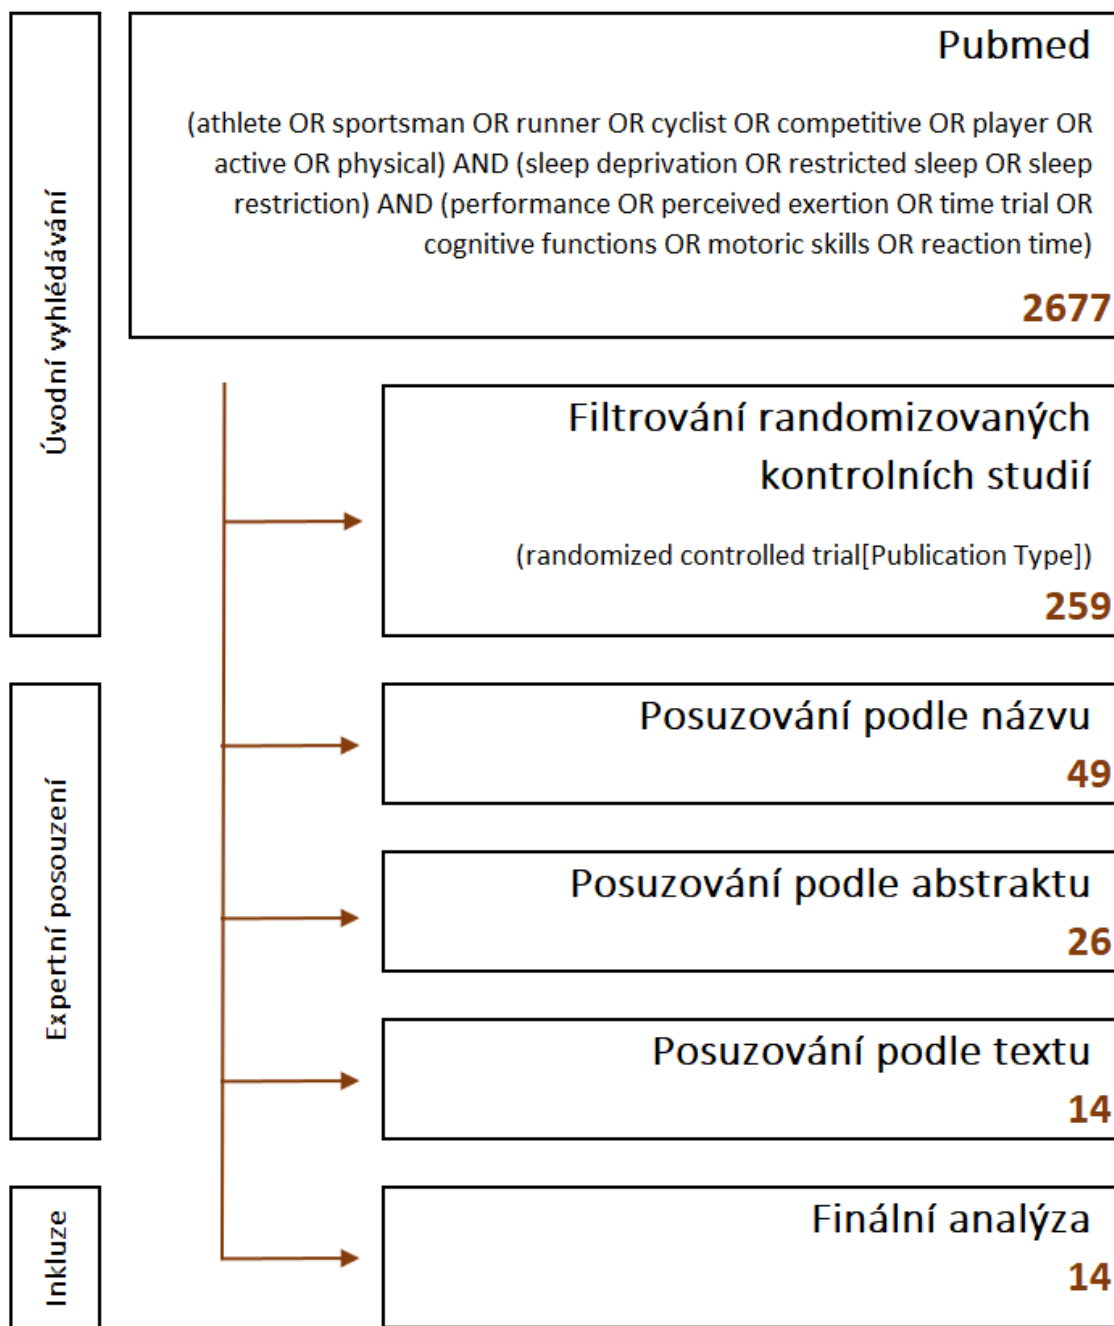 Úvodní vyhlédávání
Pubmed
(athlete OR sportsman OR runner OR cyclist OR competitive OR player OR
active OR physical) AND (sleep deprivation OR restricted sleep OR sleep
restriction) AND (performance OR perceived exertion OR time trial OR
cognitive functions OR motoric skills OR reaction time)
2677
Filtrování randomizovaných
kontrolních studií
(randomized controlled trial[Publication Type])
259
Expertní posouzení
Posuzování podle názvu
49
Posuzování podle abstraktu
26
Posuzování podle textu
14
Inkluze
Finální analýza
14